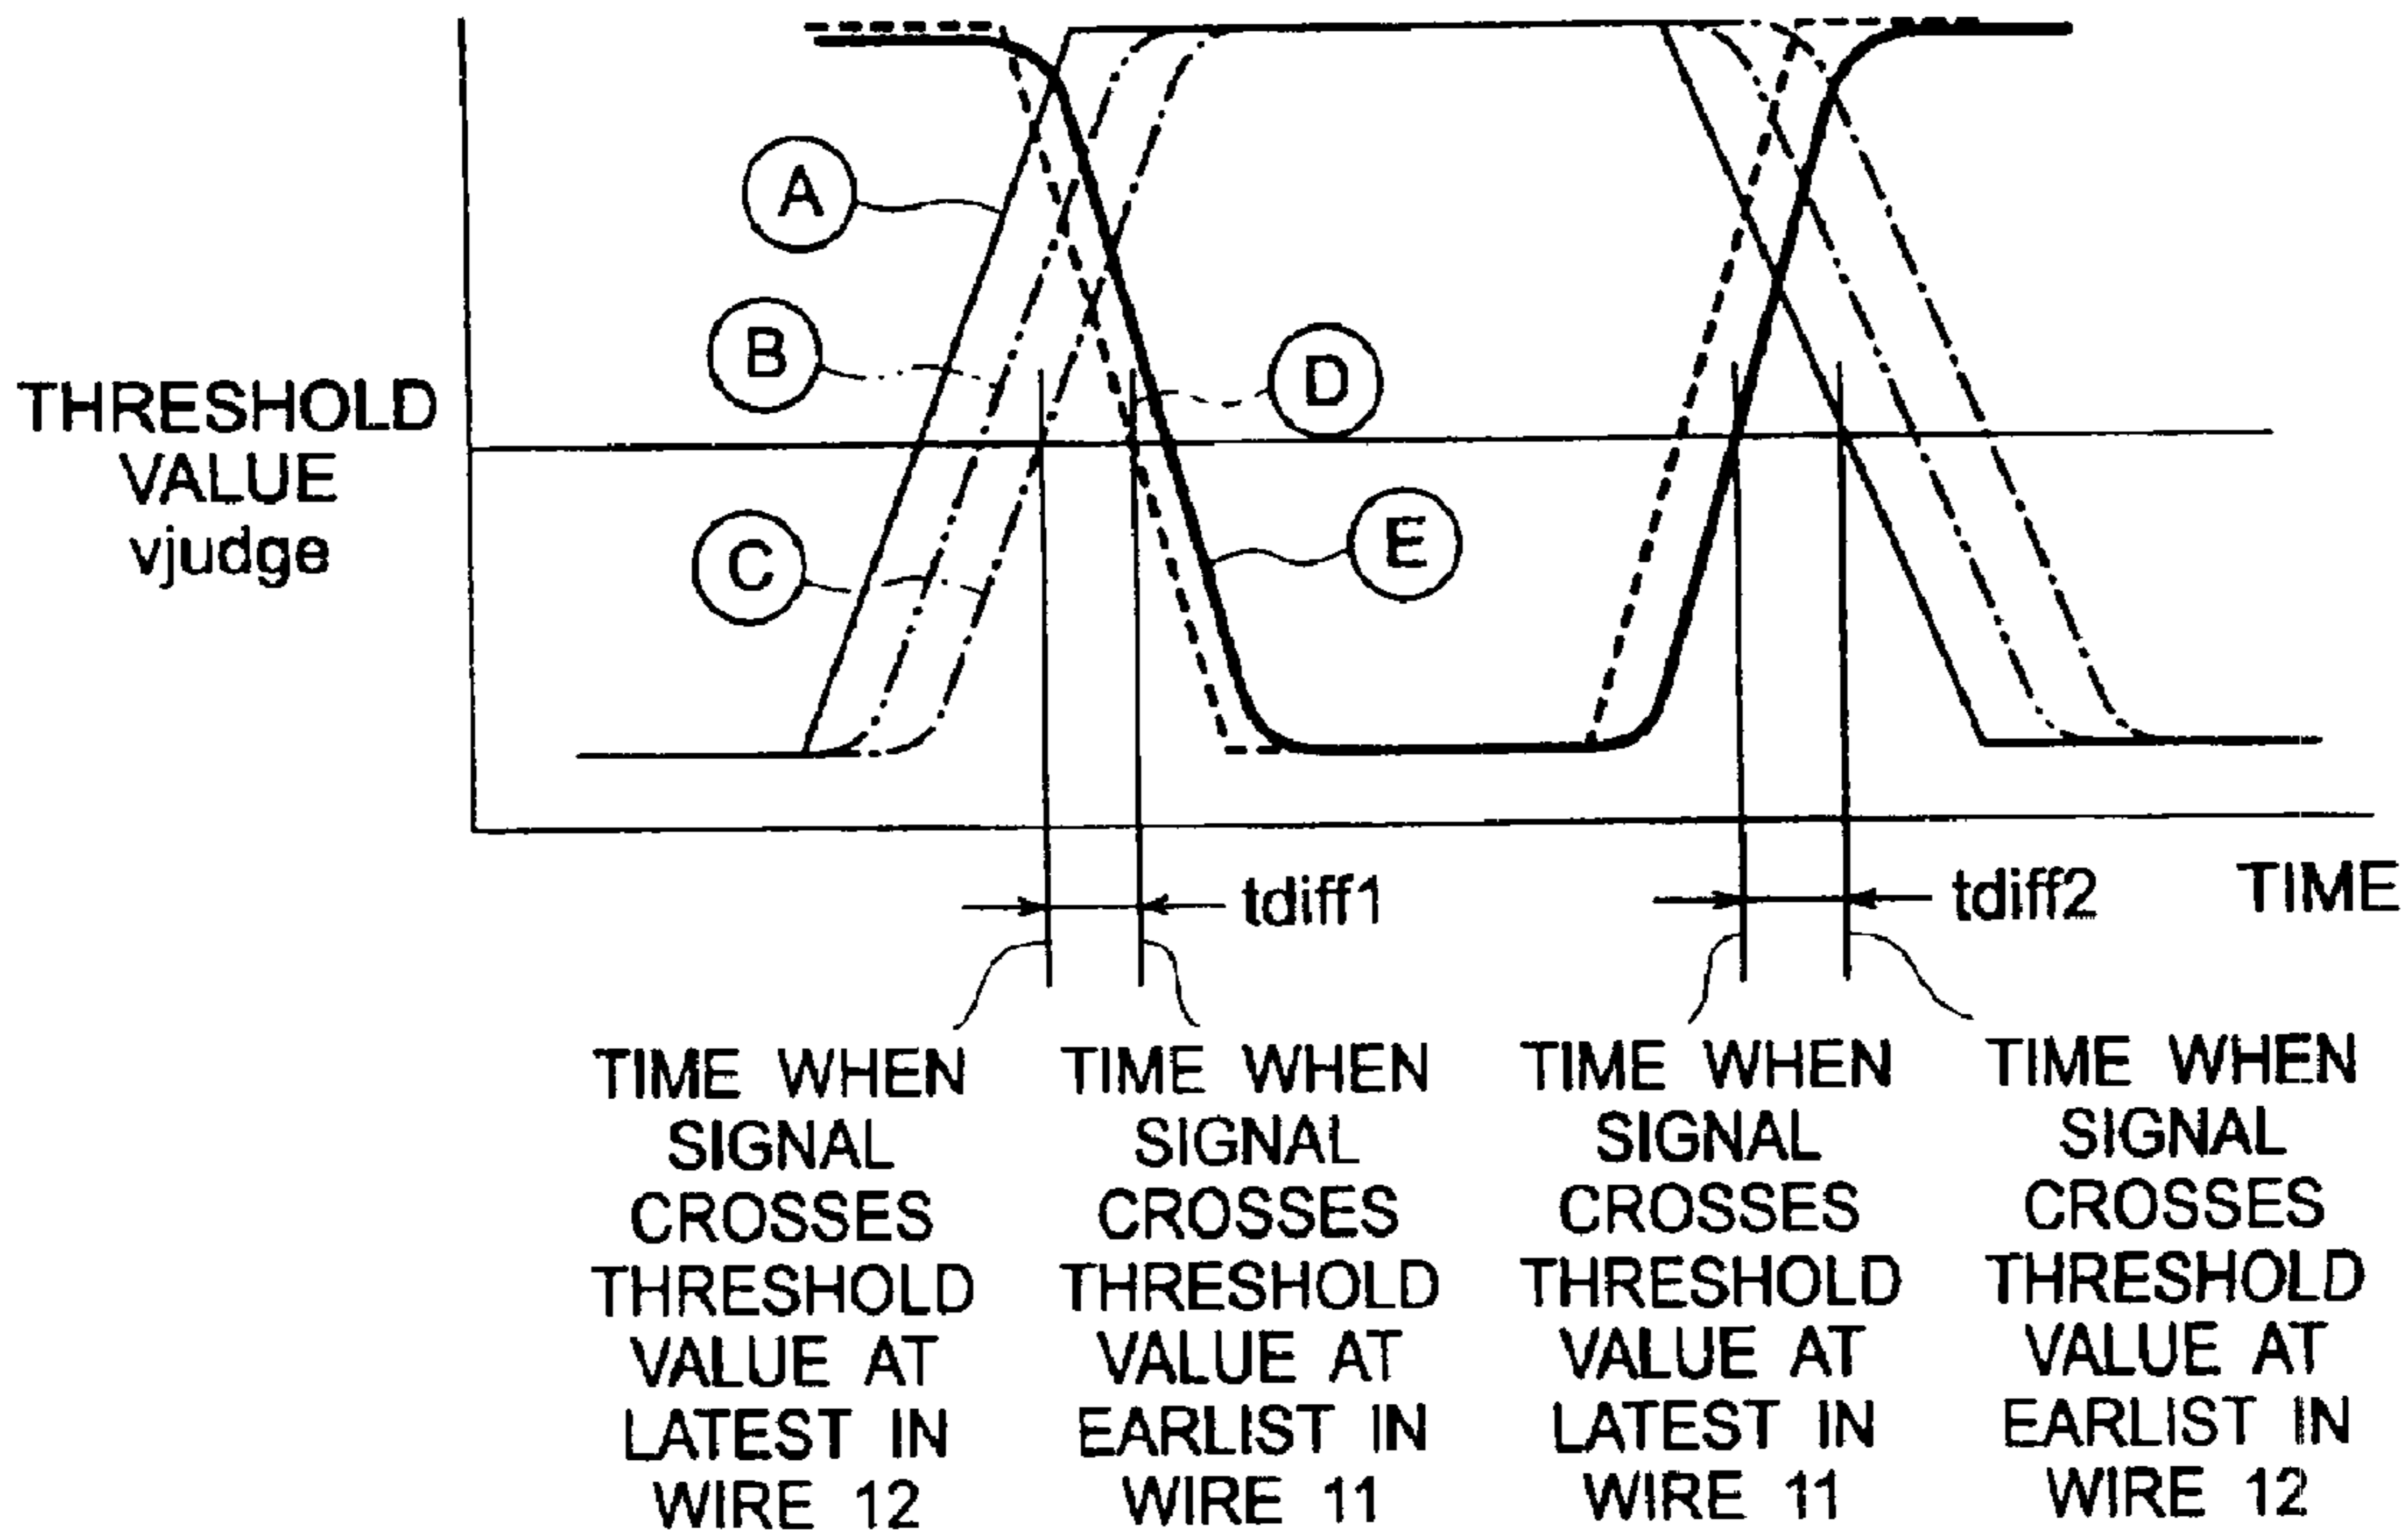 A
B
D
THRESHOLD
VALUE
vjudge
E
C
tdiff1
tdiff2
TIME
TIME WHEN
SIGNAL
CROSSES
THRESHOLD
VALUE AT
LATEST IN
WIRE 12
TIME WHEN
SIGNAL
CROSSES
THRESHOLD
VALUE AT
EARLIST IN
WIRE 11
TIME WHEN
SIGNAL
CROSSES
THRESHOLD
VALUE AT
LATEST IN
WIRE 11
TIME WHEN
SIGNAL
CROSSES
THRESHOLD
VALUE AT
EARLIST IN
WIRE 12